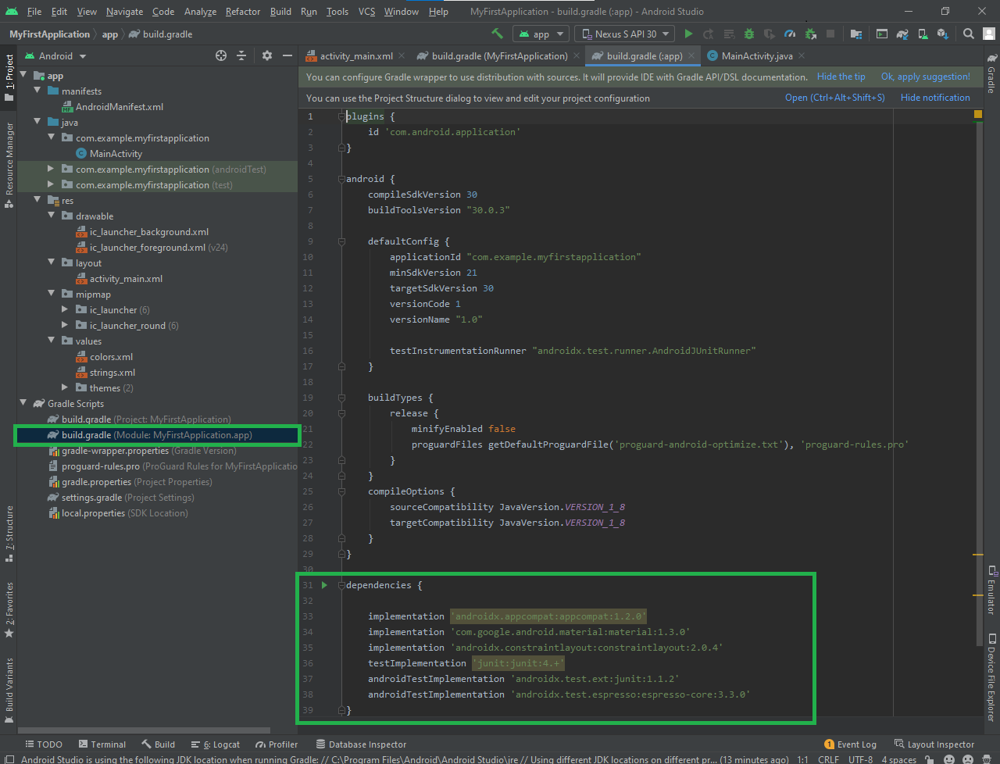 File Edit View Navigate Code Analyze Refactor Build Run Tools VCS Window Help MyFirstApplication - build.gradle (:app) - Android Studio
MyFirstApplication app build.gradle app Nexus S API 30
1: Project
Resource Manager
7: Structure
2: Favorites
Build Variants
Android
app
manifests
AndroidManifest.xml
java
com.example.myfirstapplication
MainActivity
com.example.myfirstapplication (androidTest)
com.example.myfirstapplication (test)
res
drawable
ic_launcher_background.xml
ic_launcher_foreground.xml (v24)
layout
activity_main.xml
mipmap
ic_launcher (6)
ic_launcher_round (6)
values
colors.xml
strings.xml
themes (2)
Gradle Scripts
build.gradle (Project: MyFirstApplication)
build.gradle (Module: MyFirstApplication.app)
gradle-wrapper.properties (Gradle Version)
proguard-rules.pro (ProGuard Rules for MyFirstApplicatio
gradle.properties (Project Properties)
settings.gradle (Project Settings)
local.properties (SDK Location)
activity_main.xml build.gradle (MyFirstApplication) build.gradle (:app) MainActivity.java
You can configure Gradle wrapper to use distribution with sources. It will provide IDE with Gradle API/DSL documentation. Hide the tip Ok, apply suggestion!
You can use the Project Structure dialog to view and edit your project configuration Open (Ctrl+Alt+Shift+S) Hide notification
1 plugins {
2 id 'com.android.application'
3 }
4
5 android {
6 compileSdkVersion 30
7 buildToolsVersion "30.0.3"
8
9 defaultConfig {
10 applicationId "com.example.myfirstapplication"
11 minSdkVersion 21
12 targetSdkVersion 30
13 versionCode 1
14 versionName "1.0"
15
16 testInstrumentationRunner "androidx.test.runner.AndroidJUnitRunner"
17 }
18
19 buildTypes {
20 release {
21 minifyEnabled false
22 proguardFiles getDefaultProguardFile('proguard-android-optimize.txt'), 'proguard-rules.pro'
23 }
24 }
25 compileOptions {
26 sourceCompatibility JavaVersion.VERSION_1_8
27 targetCompatibility JavaVersion.VERSION_1_8
28 }
29 }
30
31 dependencies {
32
33 implementation 'androidx.appcompat:appcompat:1.2.0'
34 implementation 'com.google.android.material:material:1.3.0'
35 implementation 'androidx.constraintlayout:constraintlayout:2.0.4'
36 testImplementation 'junit:junit:4.+'
37 androidTestImplementation 'androidx.test.ext:junit:1.1.2'
38 androidTestImplementation 'androidx.test.espresso:espresso-core:3.3.0'
39 }
Gradle
Emulator
Device File Explorer
TODO Terminal Build 6: Logcat Profiler Database Inspector 1 Event Log Layout Inspector
Android Studio is using the following JDK location when running Gradle: // C:\Program Files\Android\Android Studio\jre // Using different JDK locations on different pr... (13 minutes ago) 1:1 CRLF UTF-8 4 spaces